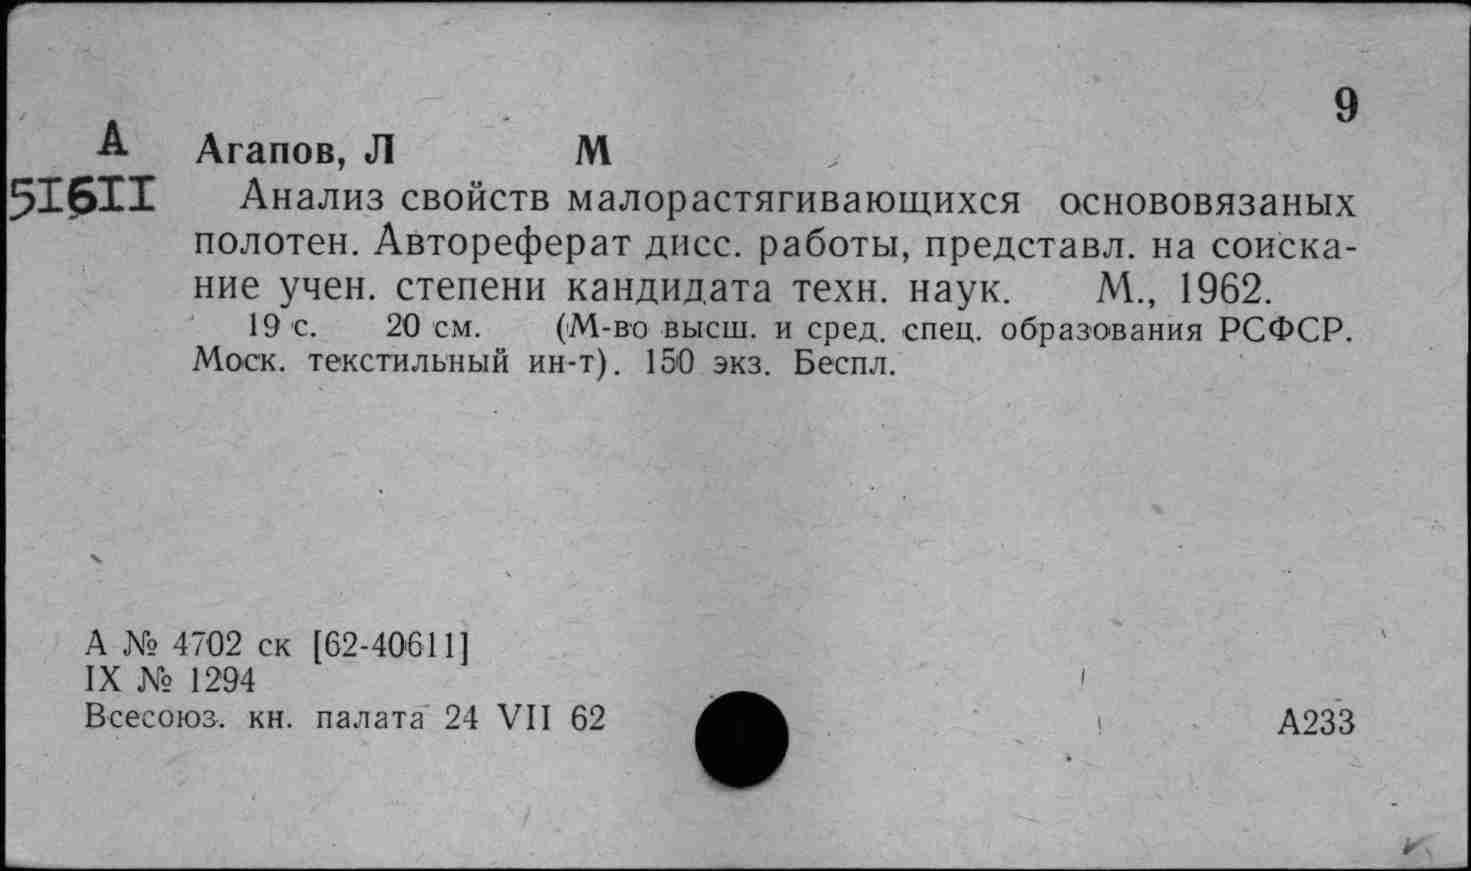 9
А Агапов, Л М
51611 Анализ свойств малорастягивающихся основовязаных
полотен. Автореферат дисс. работы, представл. на соиска-
ние учен. степени кандидата техн. наук. М., 1962.
19 с. 20 см. (М-во высш. и сред. спец. образования РСФСР.
Моск. текстильный ин-т). 150 экз. Беспл.
А № 4702 ск [62-40611]
IX № 1294
Всесоюз. кн. палата 24 VII 62
А233